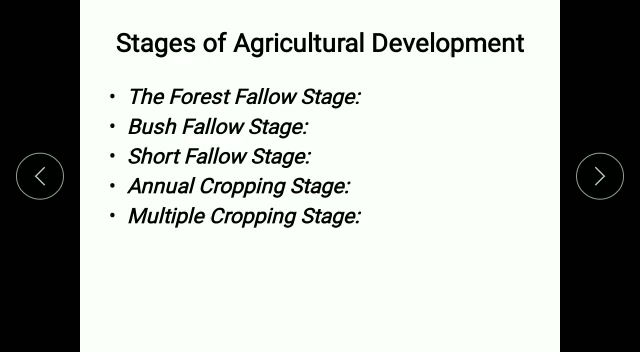 Stages of Agricultural Development
• The Forest Fallow Stage:
• Bush Fallow Stage:
• Short Fallow Stage:
• Annual Cropping Stage:
• Multiple Cropping Stage: